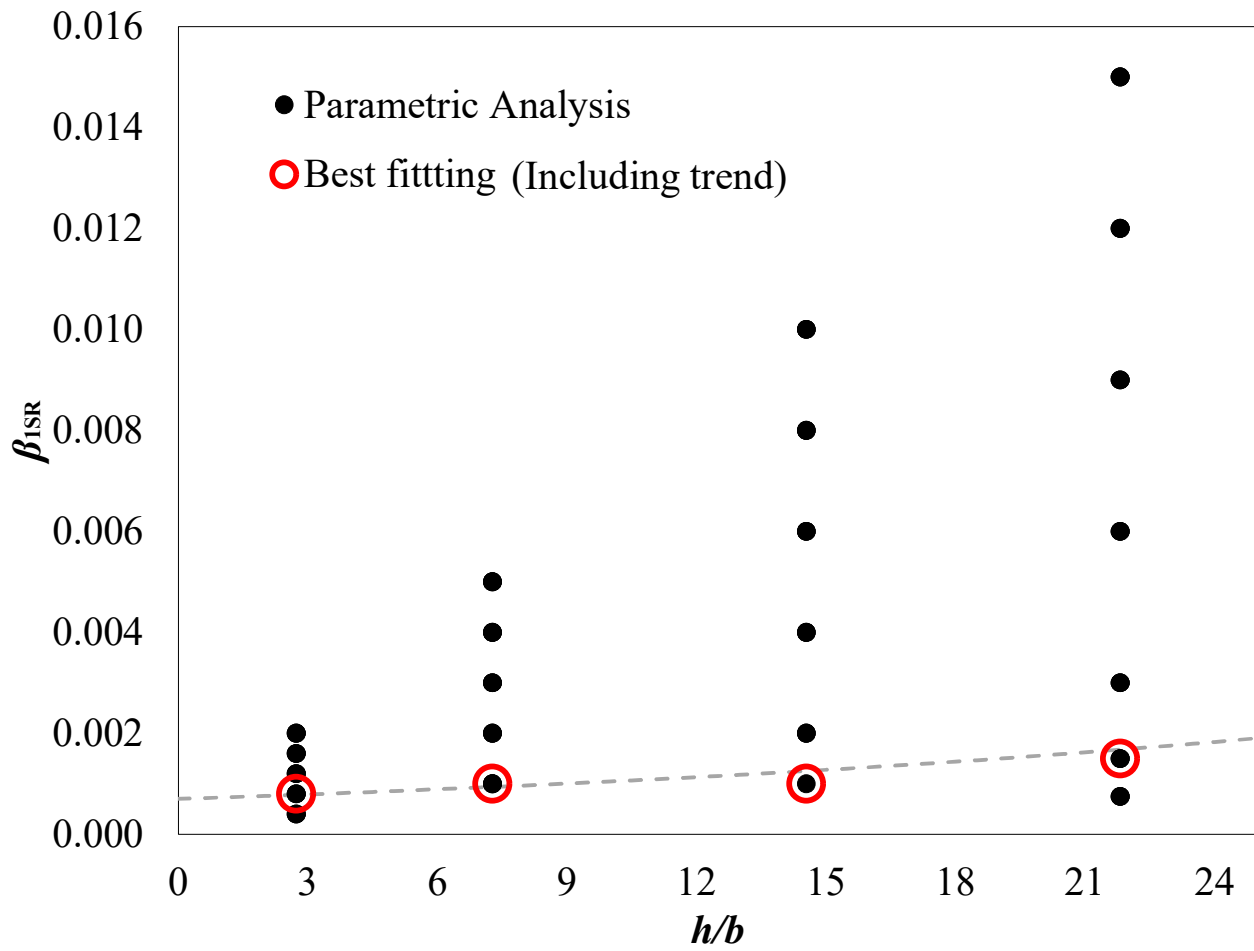 0.016
0.014
0.012
0.010
0.008
0.006
0.004
0.002
0.000
β1SR
Parametric Analysis
Best fittting (Including trend)
0 3 6 9 12 15 18 21 24
h/b